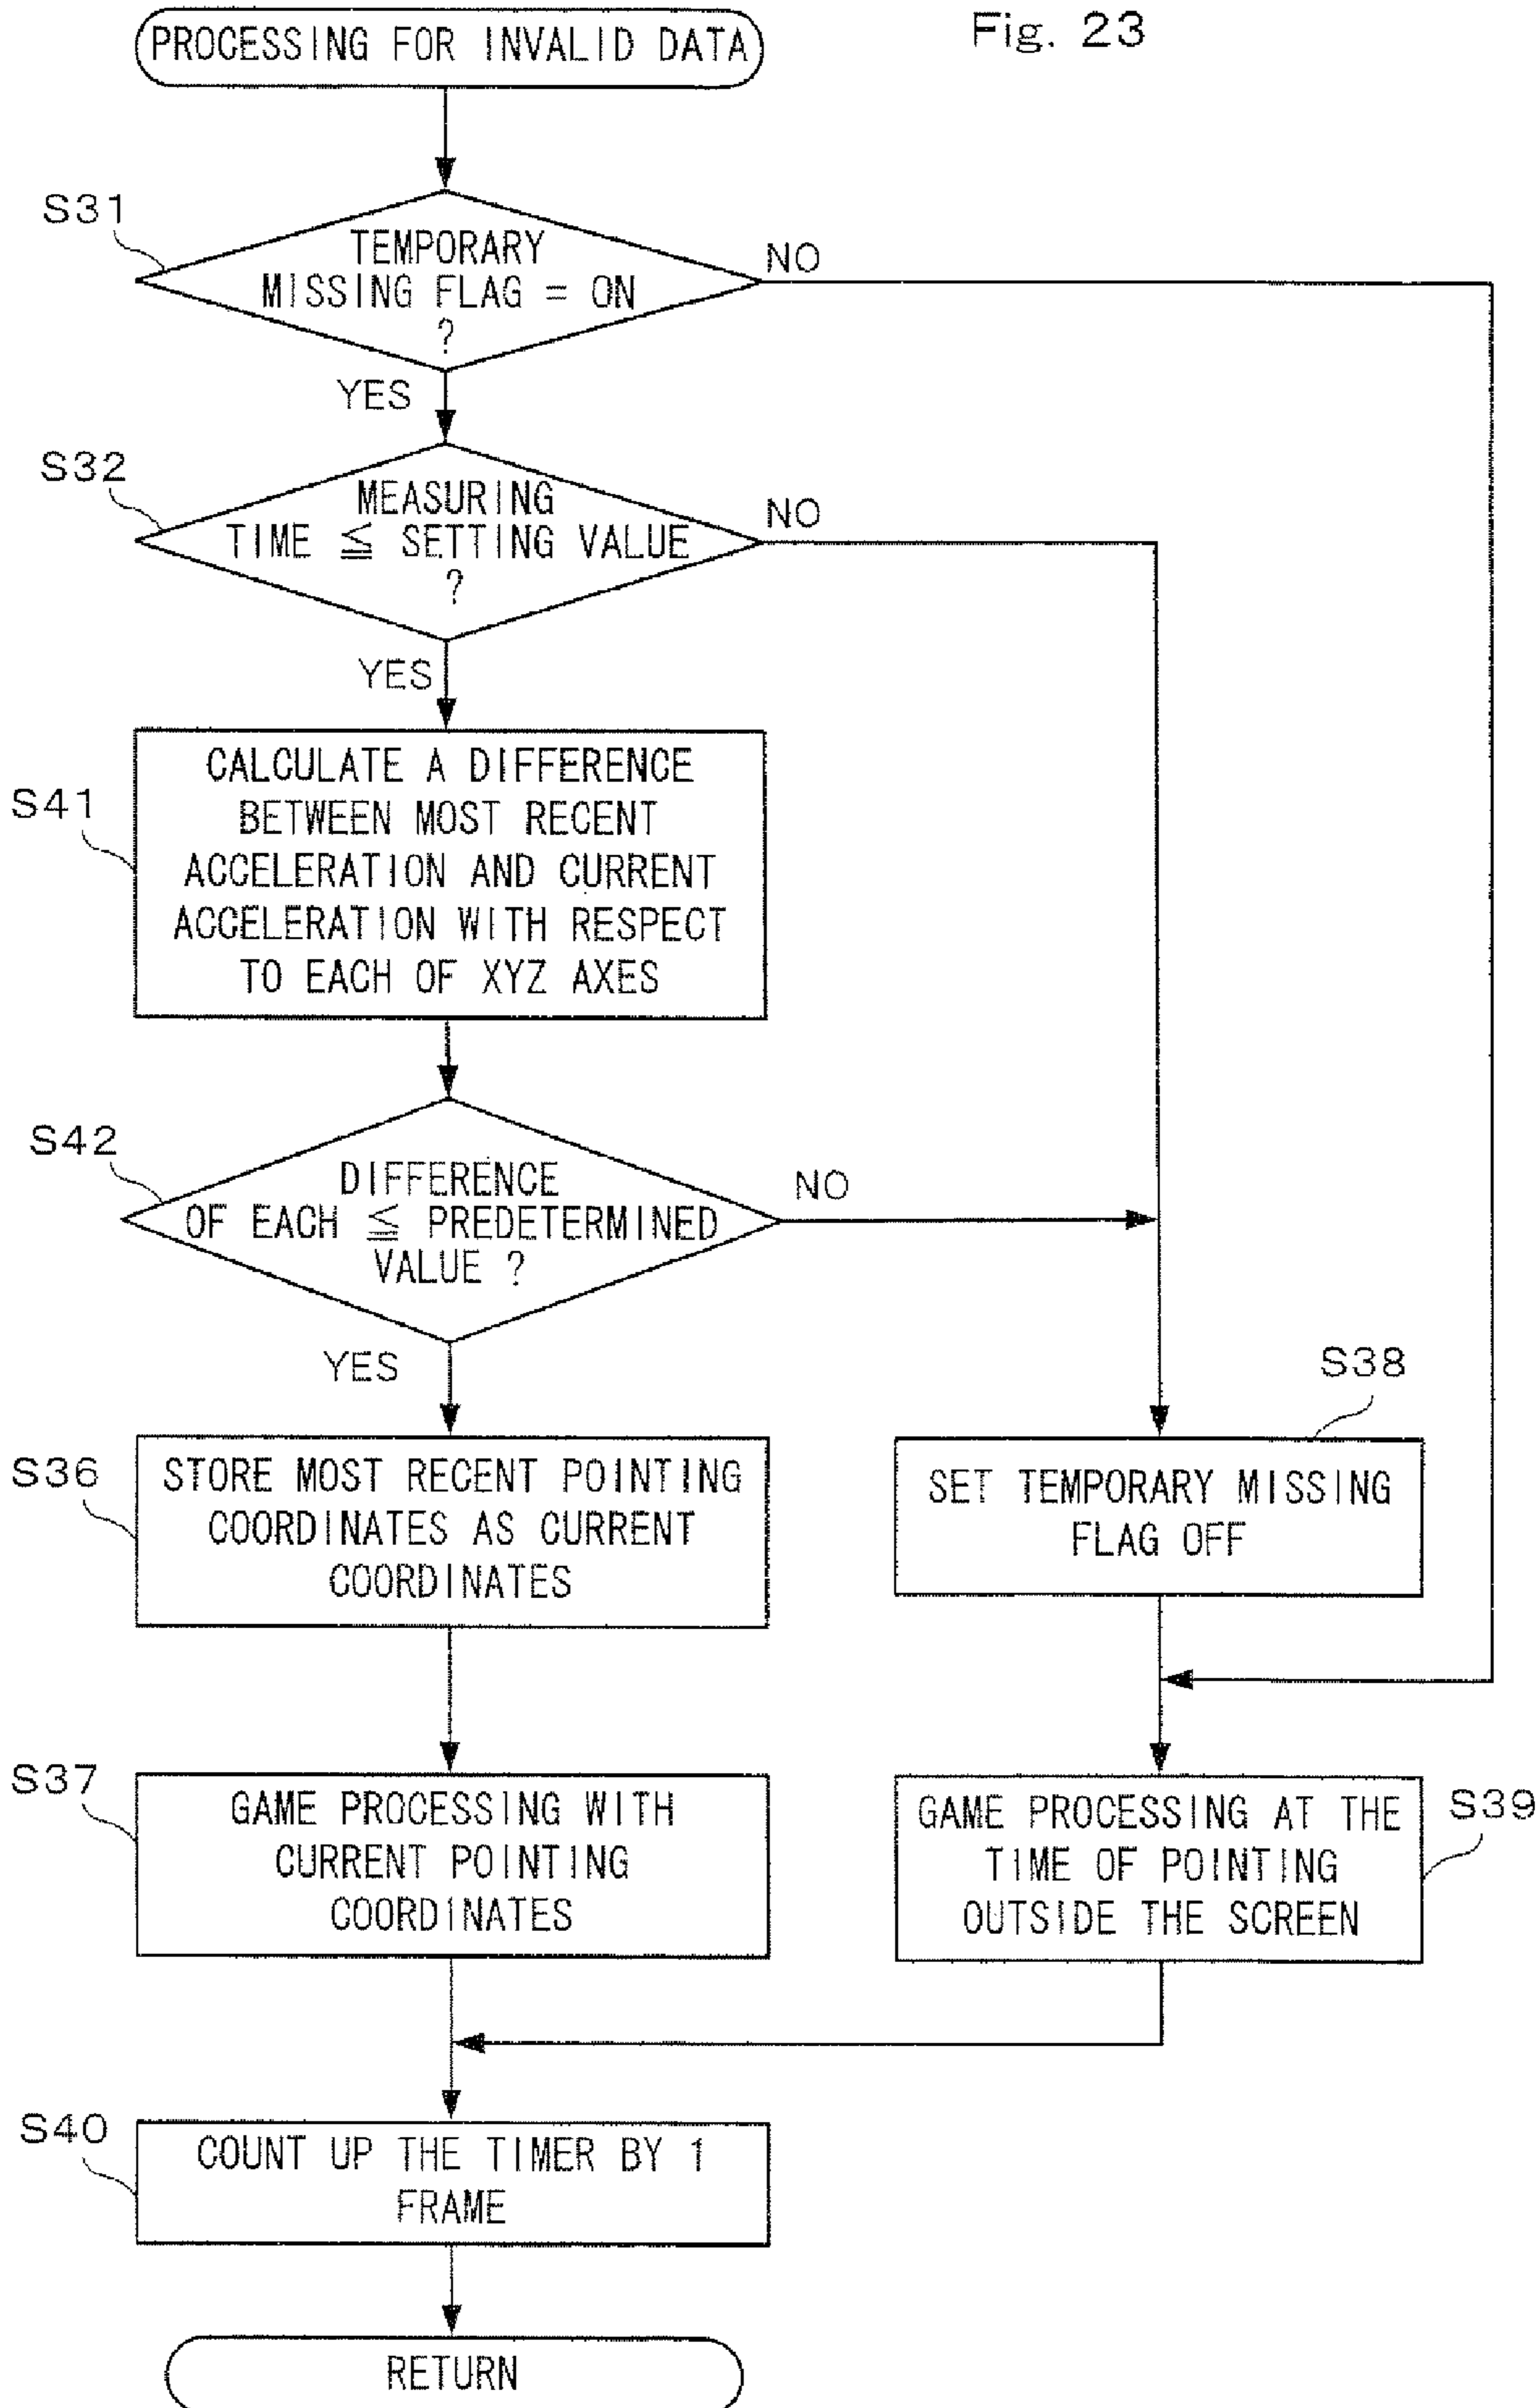 Fig. 23
PROCESSING FOR INVALID DATA
S31
TEMPORARY
MISSING FLAG = ON
?
NO
YES
S32
MEASURING
TIME ≦ SETTING VALUE
?
NO
YES
S41
CALCULATE A DIFFERENCE
BETWEEN MOST RECENT
ACCELERATION AND CURRENT
ACCELERATION WITH RESPECT
TO EACH OF XYZ AXES
S42
DIFFERENCE
OF EACH ≦ PREDETERMINED
VALUE ?
NO
YES
S36
STORE MOST RECENT POINTING
COORDINATES AS CURRENT
COORDINATES
S38
SET TEMPORARY MISSING
FLAG OFF
S37
GAME PROCESSING WITH
CURRENT POINTING
COORDINATES
S39
GAME PROCESSING AT THE
TIME OF POINTING
OUTSIDE THE SCREEN
S40
COUNT UP THE TIMER BY 1
FRAME
RETURN